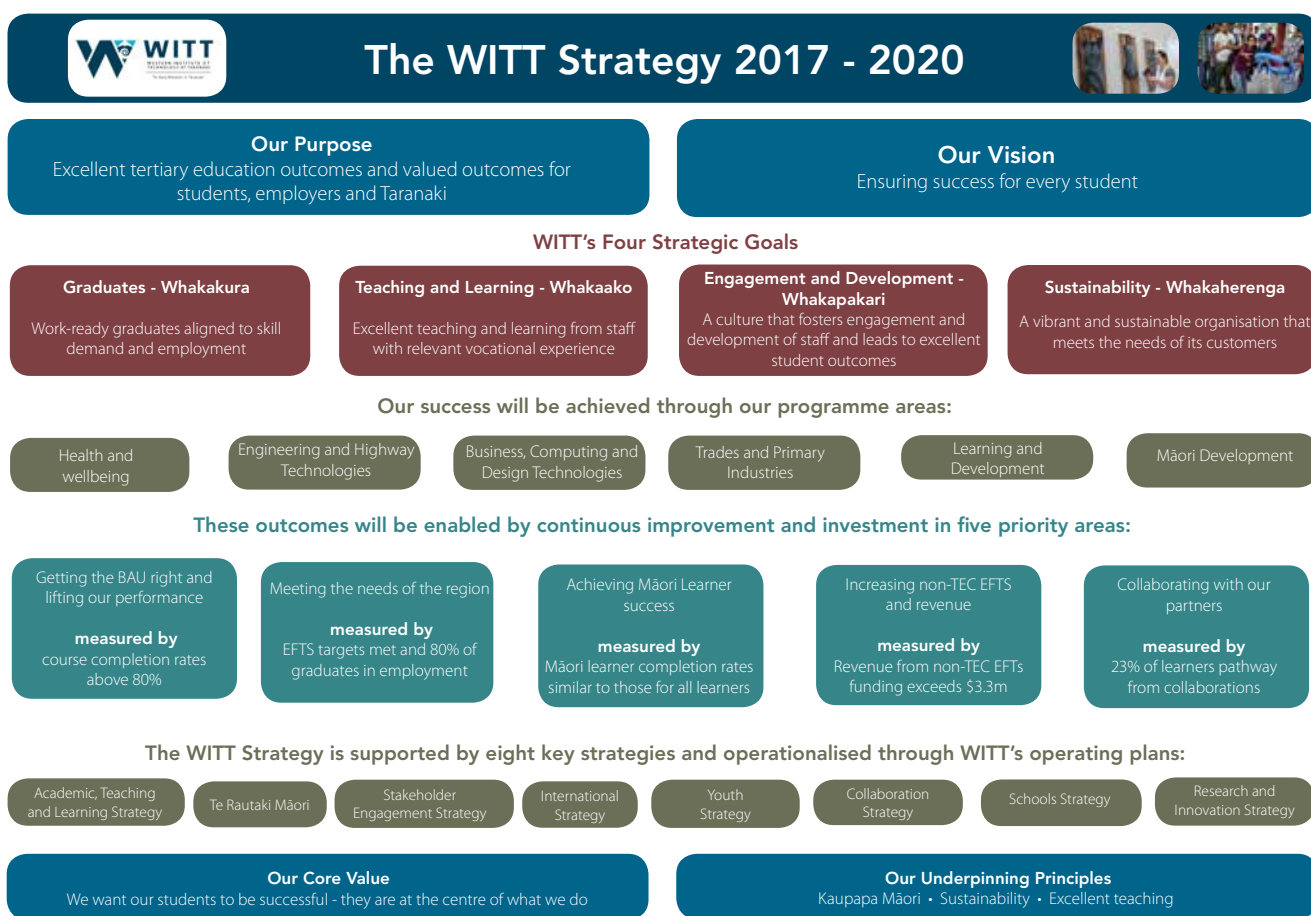 WITT
WESTERN INSTITUTE OF
TECHNOLOGY AT TARANAKI
The WITT Strategy 2017 - 2020
Our Purpose
Excellent tertiary education outcomes and valued outcomes for
students, employers and Taranaki
Our Vision
Ensuring success for every student
WITT's Four Strategic Goals
Graduates - Whakakura
Work-ready graduates aligned to skill
demand and employment
Teaching and Learning - Whakaako
Excellent teaching and learning from staff
with relevant vocational experience
Engagement and Development -
Whakapakari
A culture that fosters engagement and
development of staff and leads to excellent
student outcomes
Sustainability - Whakaherenga
A vibrant and sustainable organisation that
meets the needs of its customers
Our success will be achieved through our programme areas:
Health and
wellbeing
Engineering and Highway
Technologies
Business, Computing and
Design Technologies
Trades and Primary
Industries
Learning and
Development
Māori Development
These outcomes will be enabled by continuous improvement and investment in five priority areas:
Getting the BAU right and
lifting our performance
measured by
course completion rates
above 80%
Meeting the needs of the region
measured by
EFTS targets met and 80% of
graduates in employment
Achieving Māori Learner
success
measured by
Māori learner completion rates
similar to those for all learners
Increasing non-TEC EFTS
and revenue
measured by
Revenue from non-TEC EFTs
funding exceeds $3.3m
Collaborating with our
partners
measured by
23% of learners pathway
from collaborations
The WITT Strategy is supported by eight key strategies and operationalised through WITT's operating plans:
Academic, Teaching
and Learning Strategy
Te Rautaki Māori
Stakeholder
Engagement Strategy
International
Strategy
Youth
Strategy
Collaboration
Strategy
Schools Strategy
Research and
Innovation Strategy
Our Core Value
We want our students to be successful - they are at the centre of what we do
Our Underpinning Principles
Kaupapa Māori • Sustainability • Excellent teaching